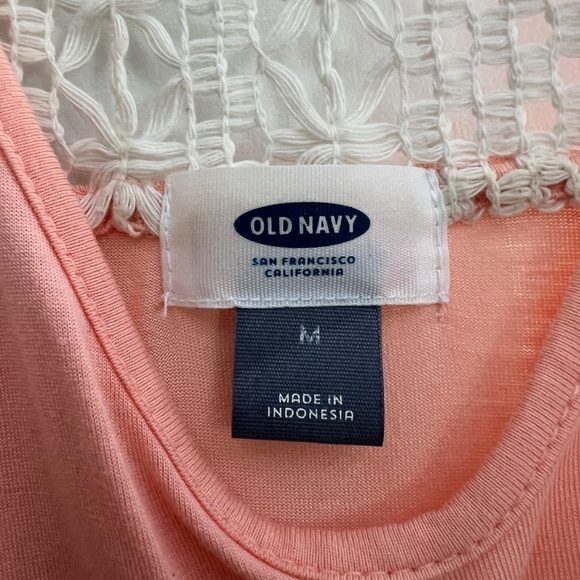 OLD NAVY
SAN FRANCISCO
CALIFORNIA
M
MADE IN
INDONESIA